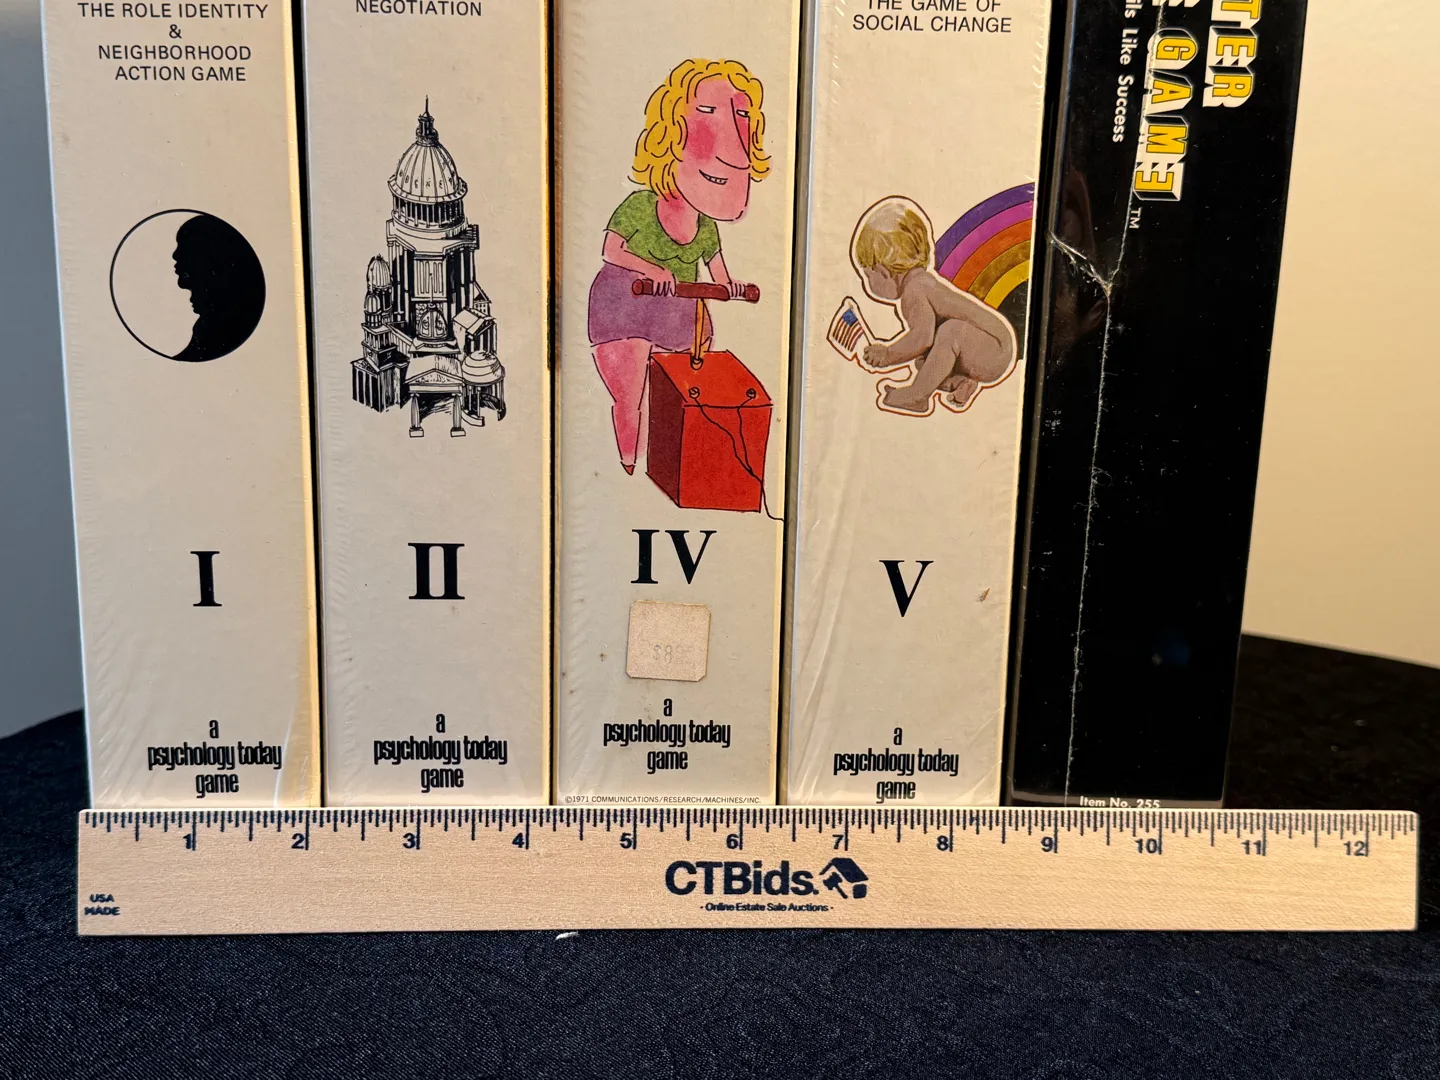 THE ROLE IDENTITY
&
NEIGHBORHOOD
ACTION GAME
I
a
psychology today
game
NEGOTIATION
II
a
psychology today
game
IV
a
psychology today
game
©1971 COMMUNICATIONS/RESEARCH/MACHINES/INC.
THE GAME OF
SOCIAL CHANGE
V
a
psychology today
game
GAME TM
Like Success
Item No. 255
1 2 3 4 5 6 7 8 9 10 11 12
USA
MADE
CTBids.
- Online Estate Sale Auctions -